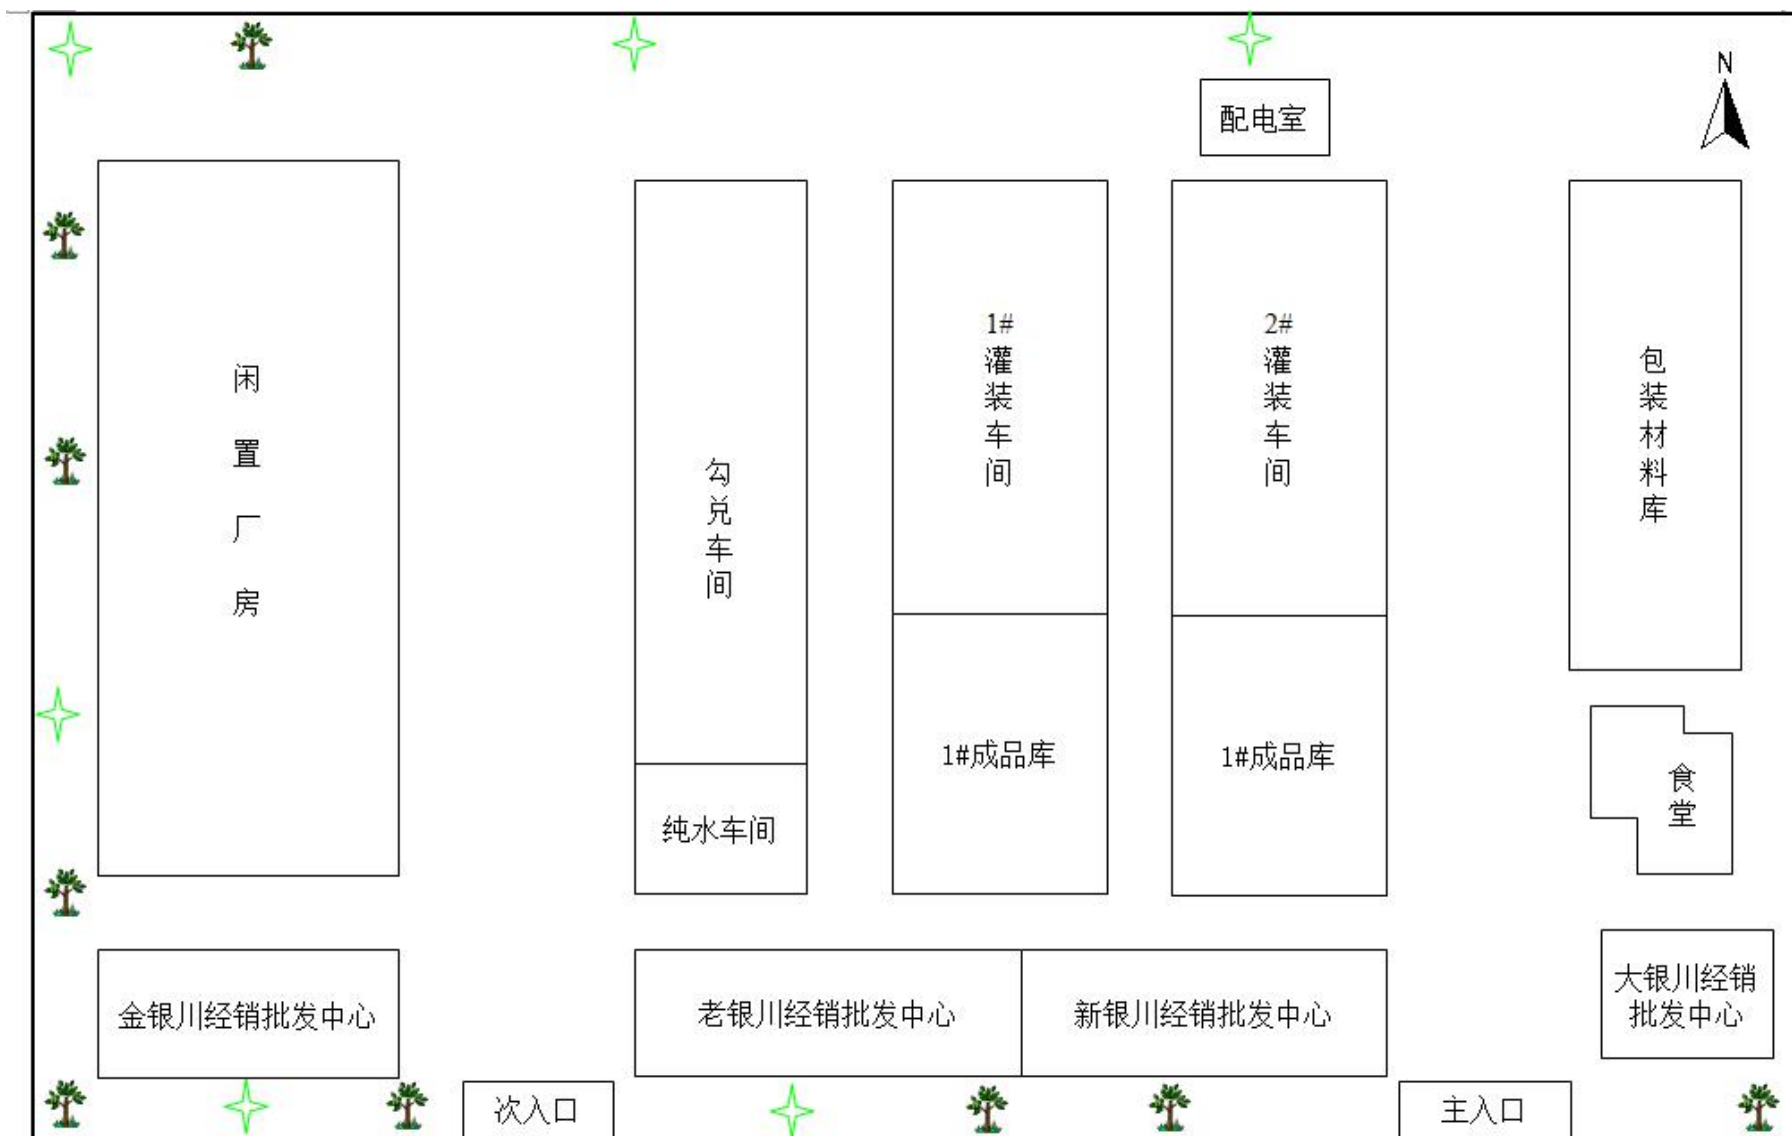 N
配电室
闲置厂房
勾兑车间
1#灌装车间
2#灌装车间
包装材料库
1#成品库
1#成品库
食堂
纯水车间
金银川经销批发中心
老银川经销批发中心
新银川经销批发中心
大银川经销
批发中心
次入口
主入口